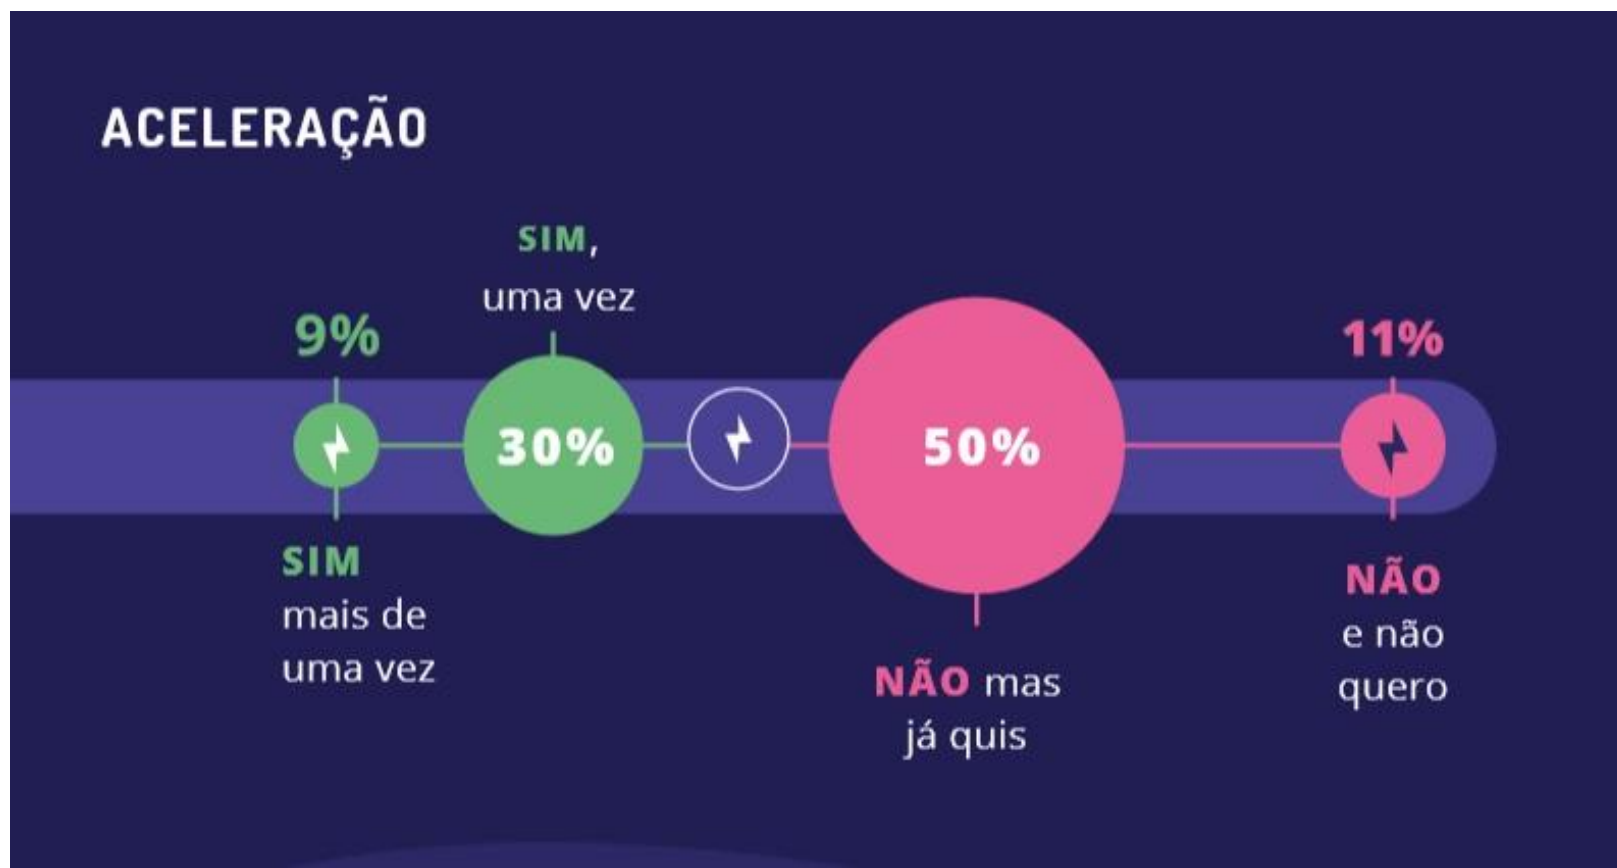 ACELERAÇÃO
9%
SIM
mais de
uma vez
SIM,
uma vez
30%
50%
NÃO mas
já quis
11%
NÃO
e não
quero